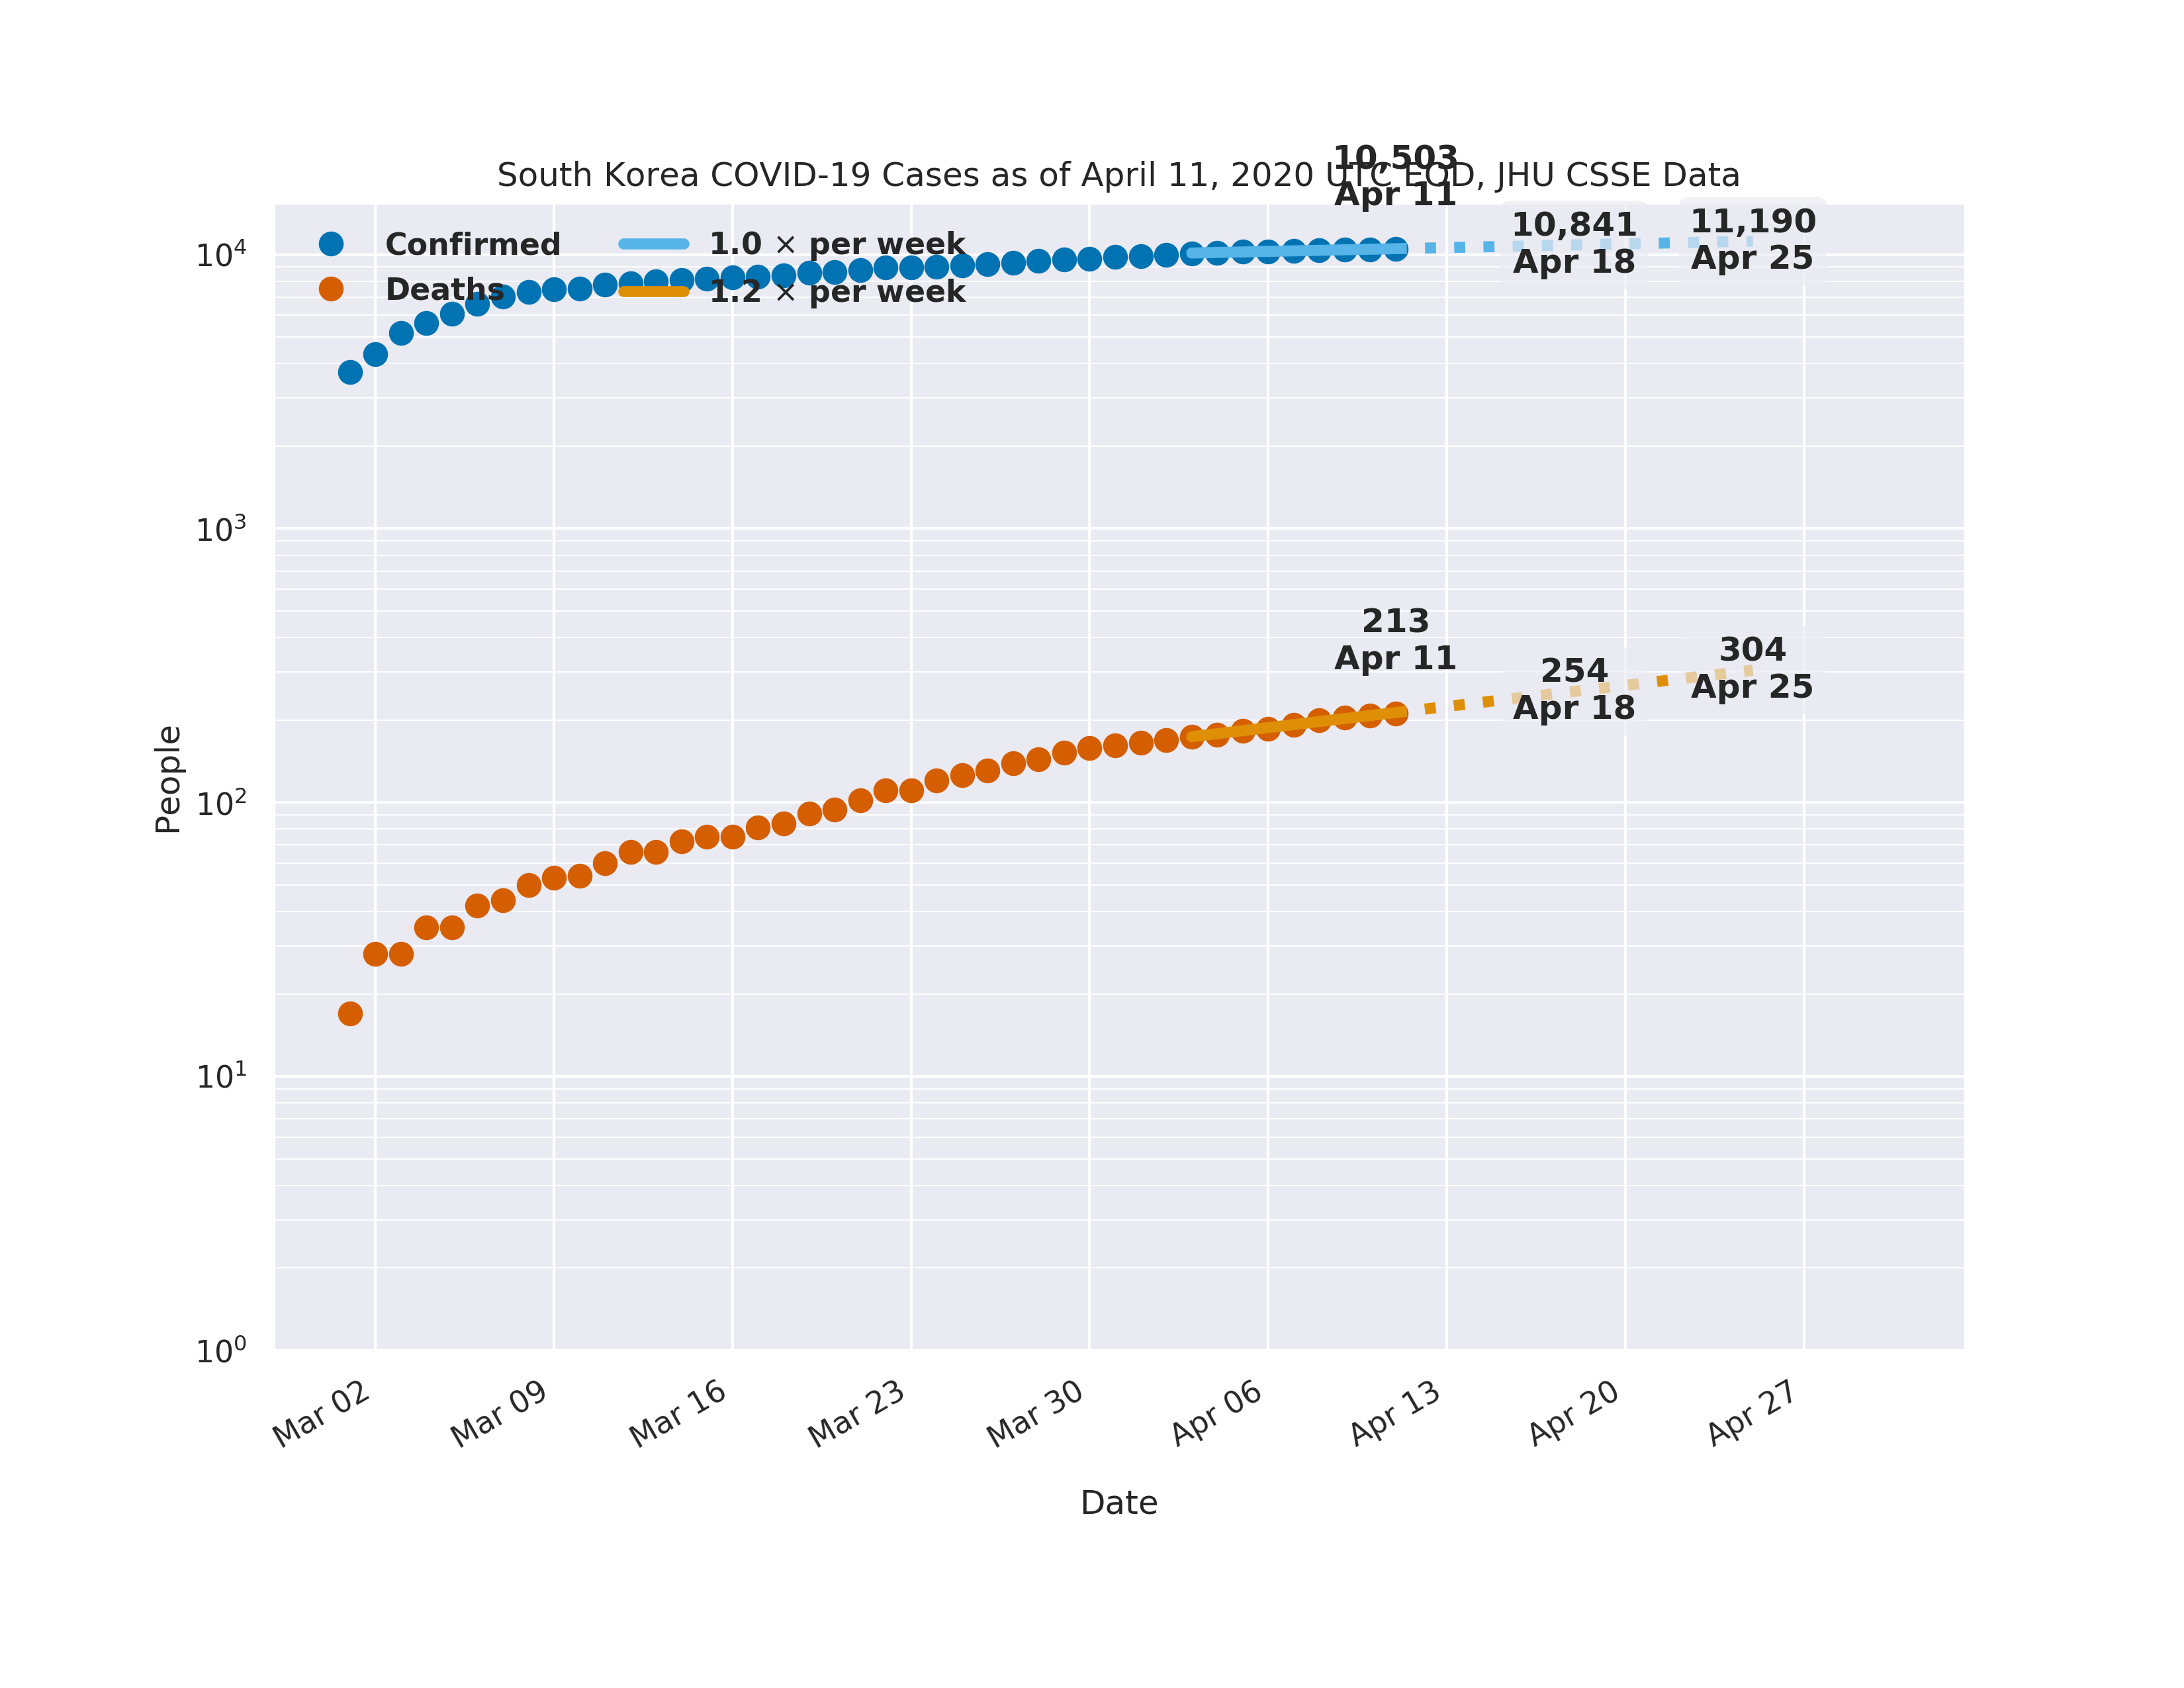 South Korea COVID-19 Cases as of April 11, 2020 UTC EOD, JHU CSSE Data
10,503
Apr 11
10,841
Apr 18
11,190
Apr 25
Confirmed
Deaths
1.0 × per week
1.2 × per week
213
Apr 11
254
Apr 18
304
Apr 25
People
10⁴
10³
10²
10¹
10⁰
Mar 02
Mar 09
Mar 16
Mar 23
Mar 30
Apr 06
Apr 13
Apr 20
Apr 27
Date